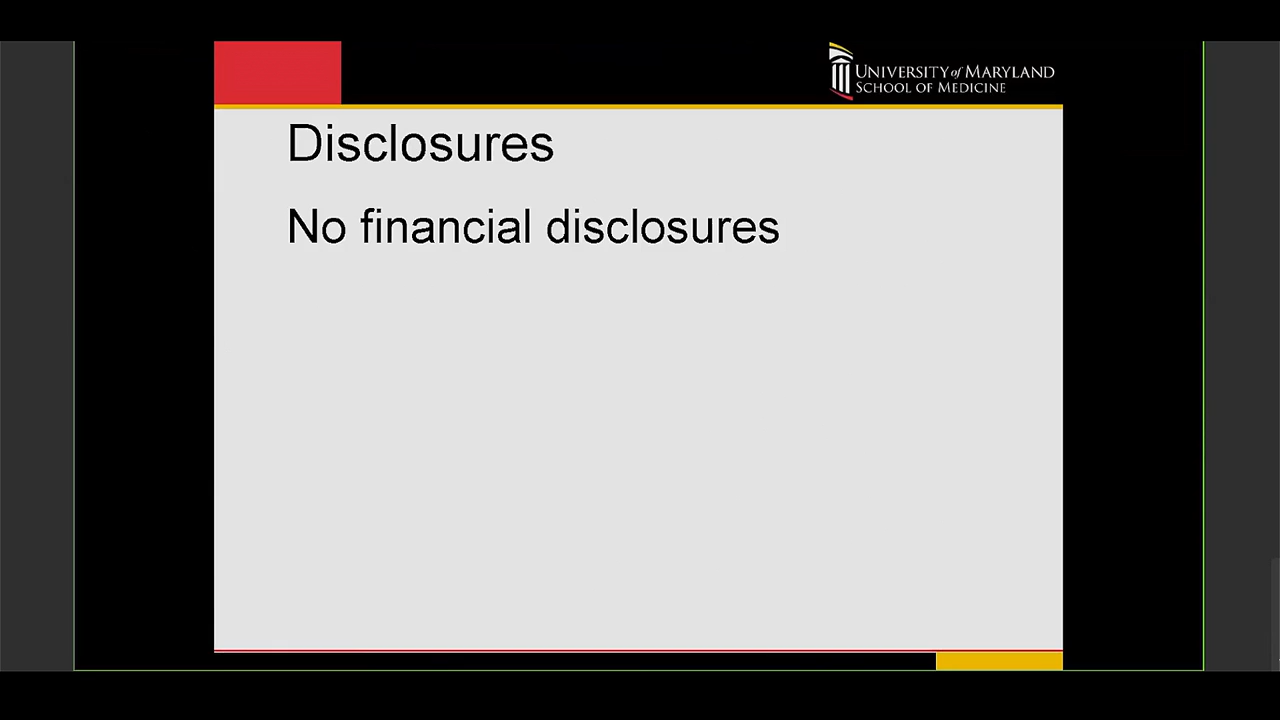 UNIVERSITY of MARYLAND
SCHOOL OF MEDICINE
Disclosures
No financial disclosures